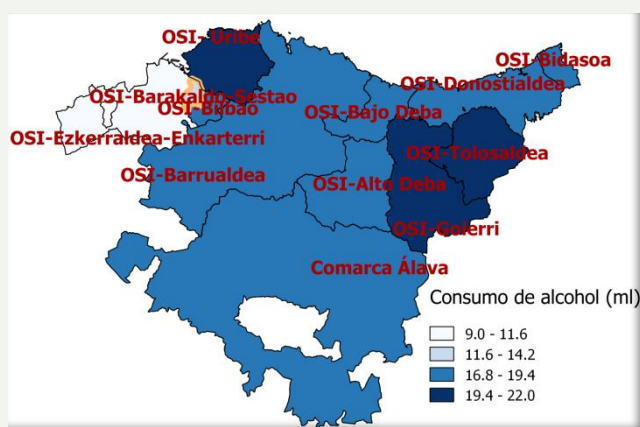 OSI- Uribe
OSI-Bidasoa
OSI-Donostialdea
OSI-Barakaldo-Sestao
OSI-Bilbao
OSI-Bajo Deba
OSI-Ezkerraldea-Enkarterri
OSI-Tolosaldea
OSI-Barrualdea
OSI-Alto Deba
OSI-Goierri
Comarca Álava
Consumo de alcohol (ml)
9.0 - 11.6
11.6 - 14.2
16.8 - 19.4
19.4 - 22.0